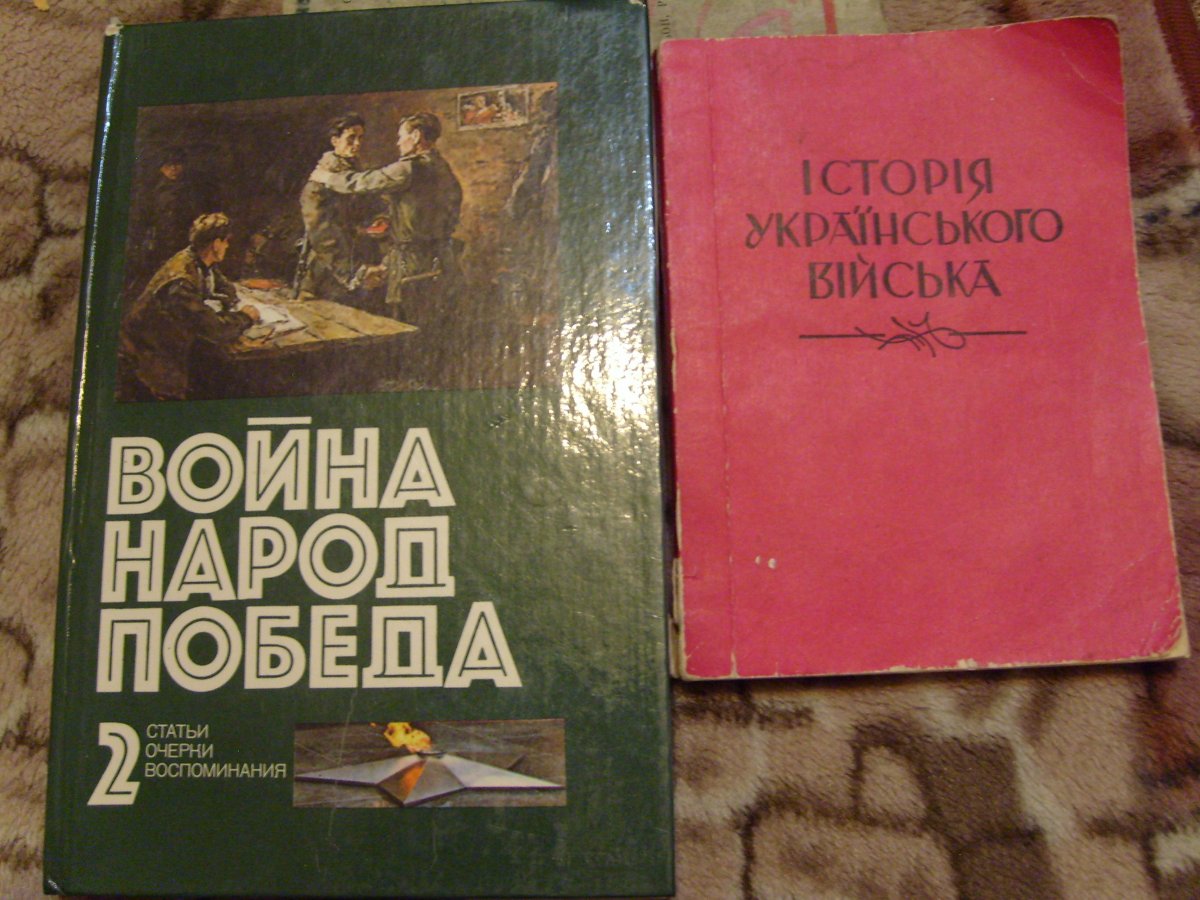 ВОЙНА
НАРОД
ПОБЕДА
2
СТАТЬИ
ОЧЕРКИ
ВОСПОМИНАНИЯ
ІСТОРІЯ
УКРАЇНСЬКОГО
ВІЙСЬКА